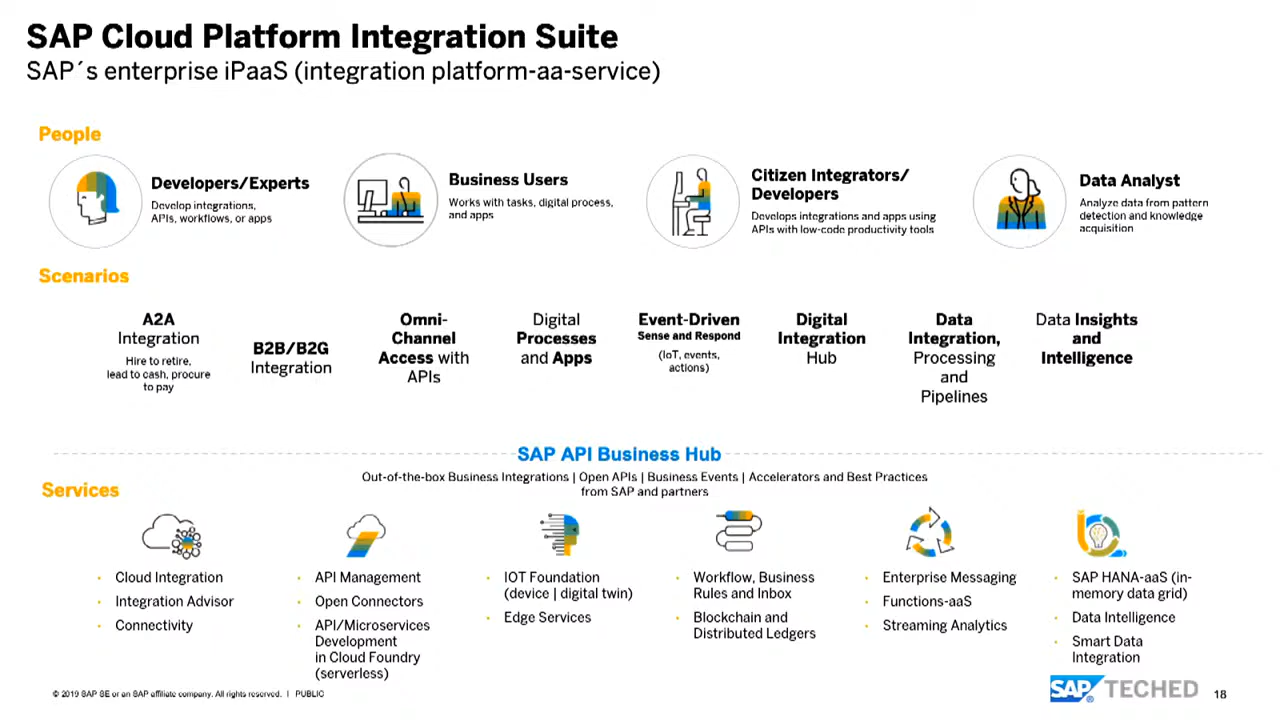 SAP Cloud Platform Integration Suite
SAP´s enterprise iPaaS (integration platform-aa-service)
People
Developers/Experts
Develop integrations,
APIs, workflows, or apps
Business Users
Works with tasks, digital process,
and apps
Citizen Integrators/
Developers
Develops integrations and apps using
APIs with low-code productivity tools
Data Analyst
Analyze data from pattern
detection and knowledge
acquisition
Scenarios
A2A
Integration
Hire to retire,
lead to cash, procure
to pay
B2B/B2G
Integration
Omni-
Channel
Access with
APIs
Digital
Processes
and Apps
Event-Driven
Sense and Respond
(IoT, events,
actions)
Digital
Integration
Hub
Data
Integration,
Processing
and
Pipelines
Data Insights
and
Intelligence
SAP API Business Hub
Out-of-the-box Business Integrations | Open APIs | Business Events | Accelerators and Best Practices
from SAP and partners
Services
• Cloud Integration
• Integration Advisor
• Connectivity
• API Management
• Open Connectors
• API/Microservices
Development
in Cloud Foundry
(serverless)
• IOT Foundation
(device | digital twin)
• Edge Services
• Workflow, Business
Rules and Inbox
• Blockchain and
Distributed Ledgers
• Enterprise Messaging
• Functions-aaS
• Streaming Analytics
• SAP HANA-aaS (in-
memory data grid)
• Data Intelligence
• Smart Data
Integration
© 2019 SAP SE or an SAP affiliate company. All rights reserved. | PUBLIC
SAP TECHED
18